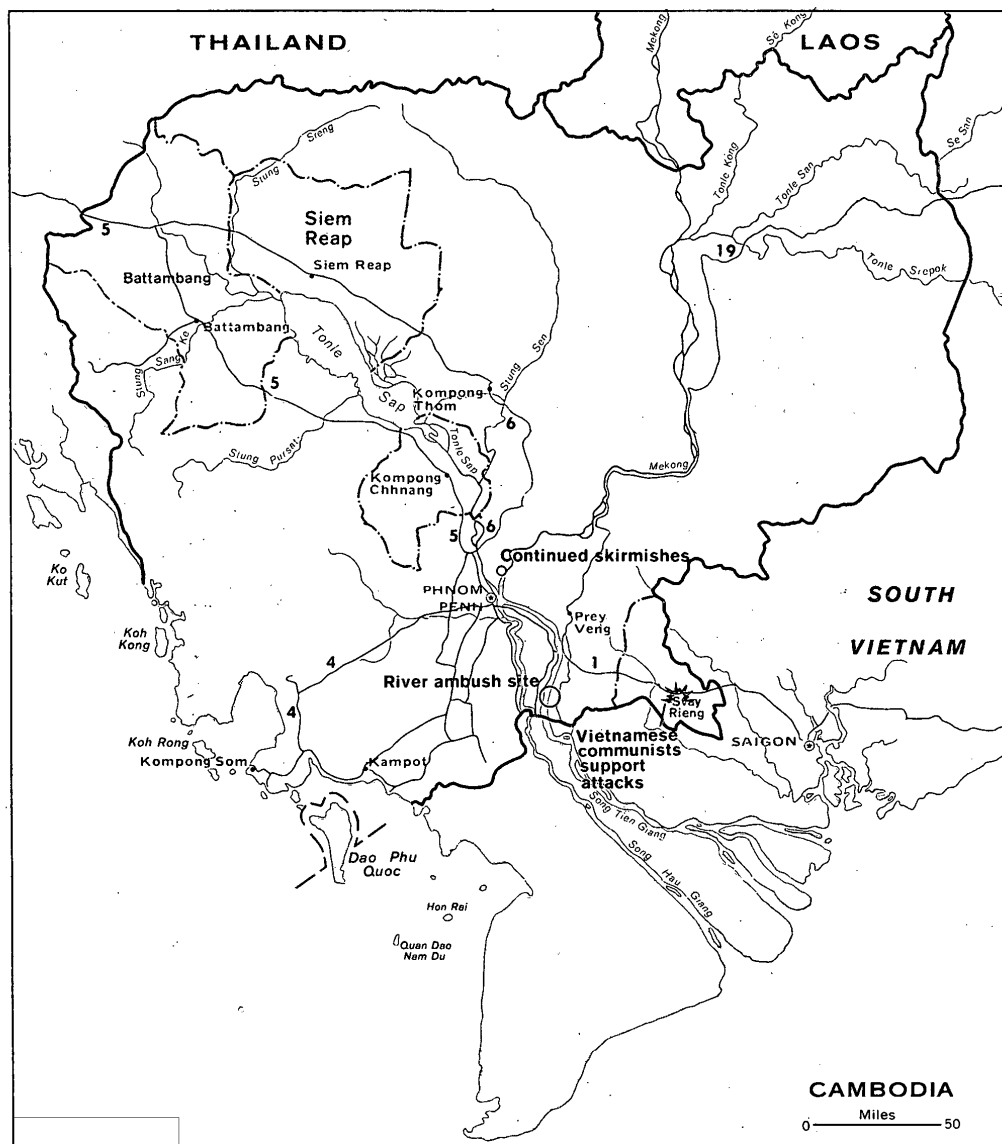 THAILAND
LAOS
Mekong
Sé Kong
Se San
Stung Sreng
Tonle Kong
Tonle San
5
Siem
Reap
Siem Reap
19
Tonle Srepok
Battambang
Battambang
Stung Sang Ke
Tonle Sap
Stung Sen
5
Kompong
Thom
6
Stung Pursat
Tonle Sap
Mekong
Kompong
Chhnang
5
6
Continued skirmishes
Ko
Kut
PHNOM
PENH
SOUTH
VIETNAM
Koh
Kong
Prey
Veng
4
1
River ambush site
Svay
Rieng
4
Koh Rong
Kompong Som
Kampot
Vietnamese
communists
support
attacks
SAIGON
Song Tien Giang
Dao Phu
Quoc
Song Hau Giang
Hon Rai
Quan Dao
Nam Du
CAMBODIA
Miles
0 50